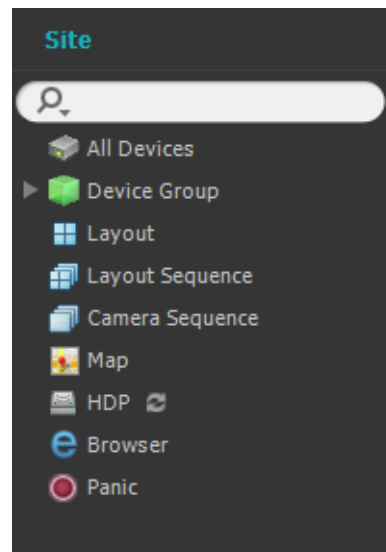 Site
All Devices
Device Group
Layout
Layout Sequence
Camera Sequence
Map
HDP
Browser
Panic